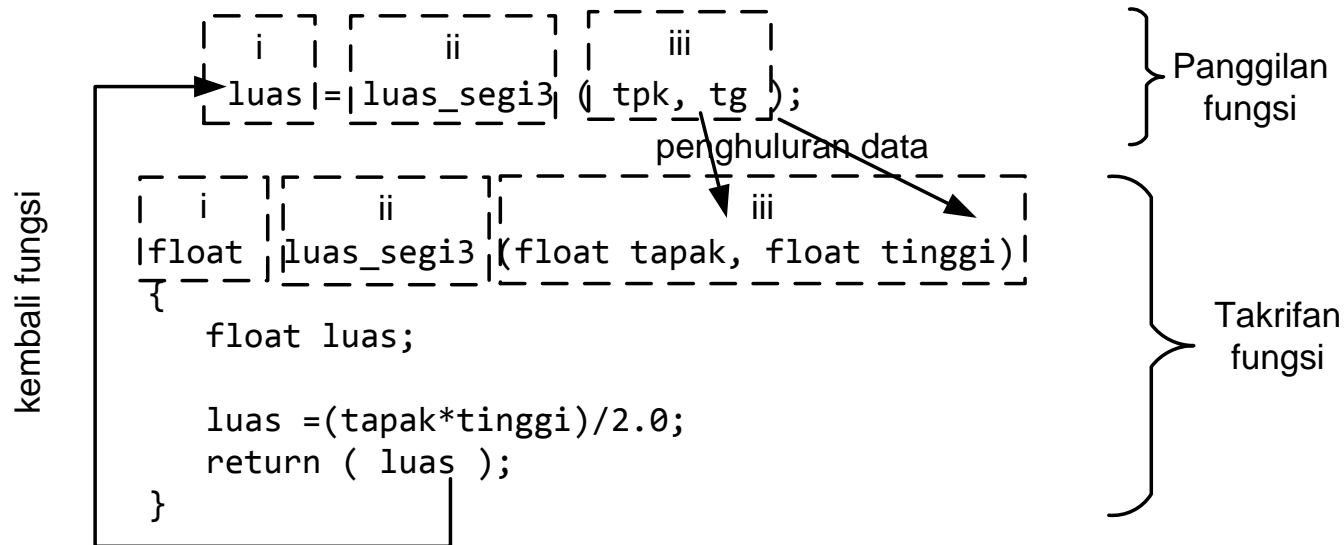 i ii iii
luas = luas_segi3 ( tpk, tg );
Panggilan
fungsi
penghuluran data
kembali fungsi
i ii iii
float luas_segi3 (float tapak, float tinggi)
{
float luas;
luas =(tapak*tinggi)/2.0;
return ( luas );
}
Takrifan
fungsi